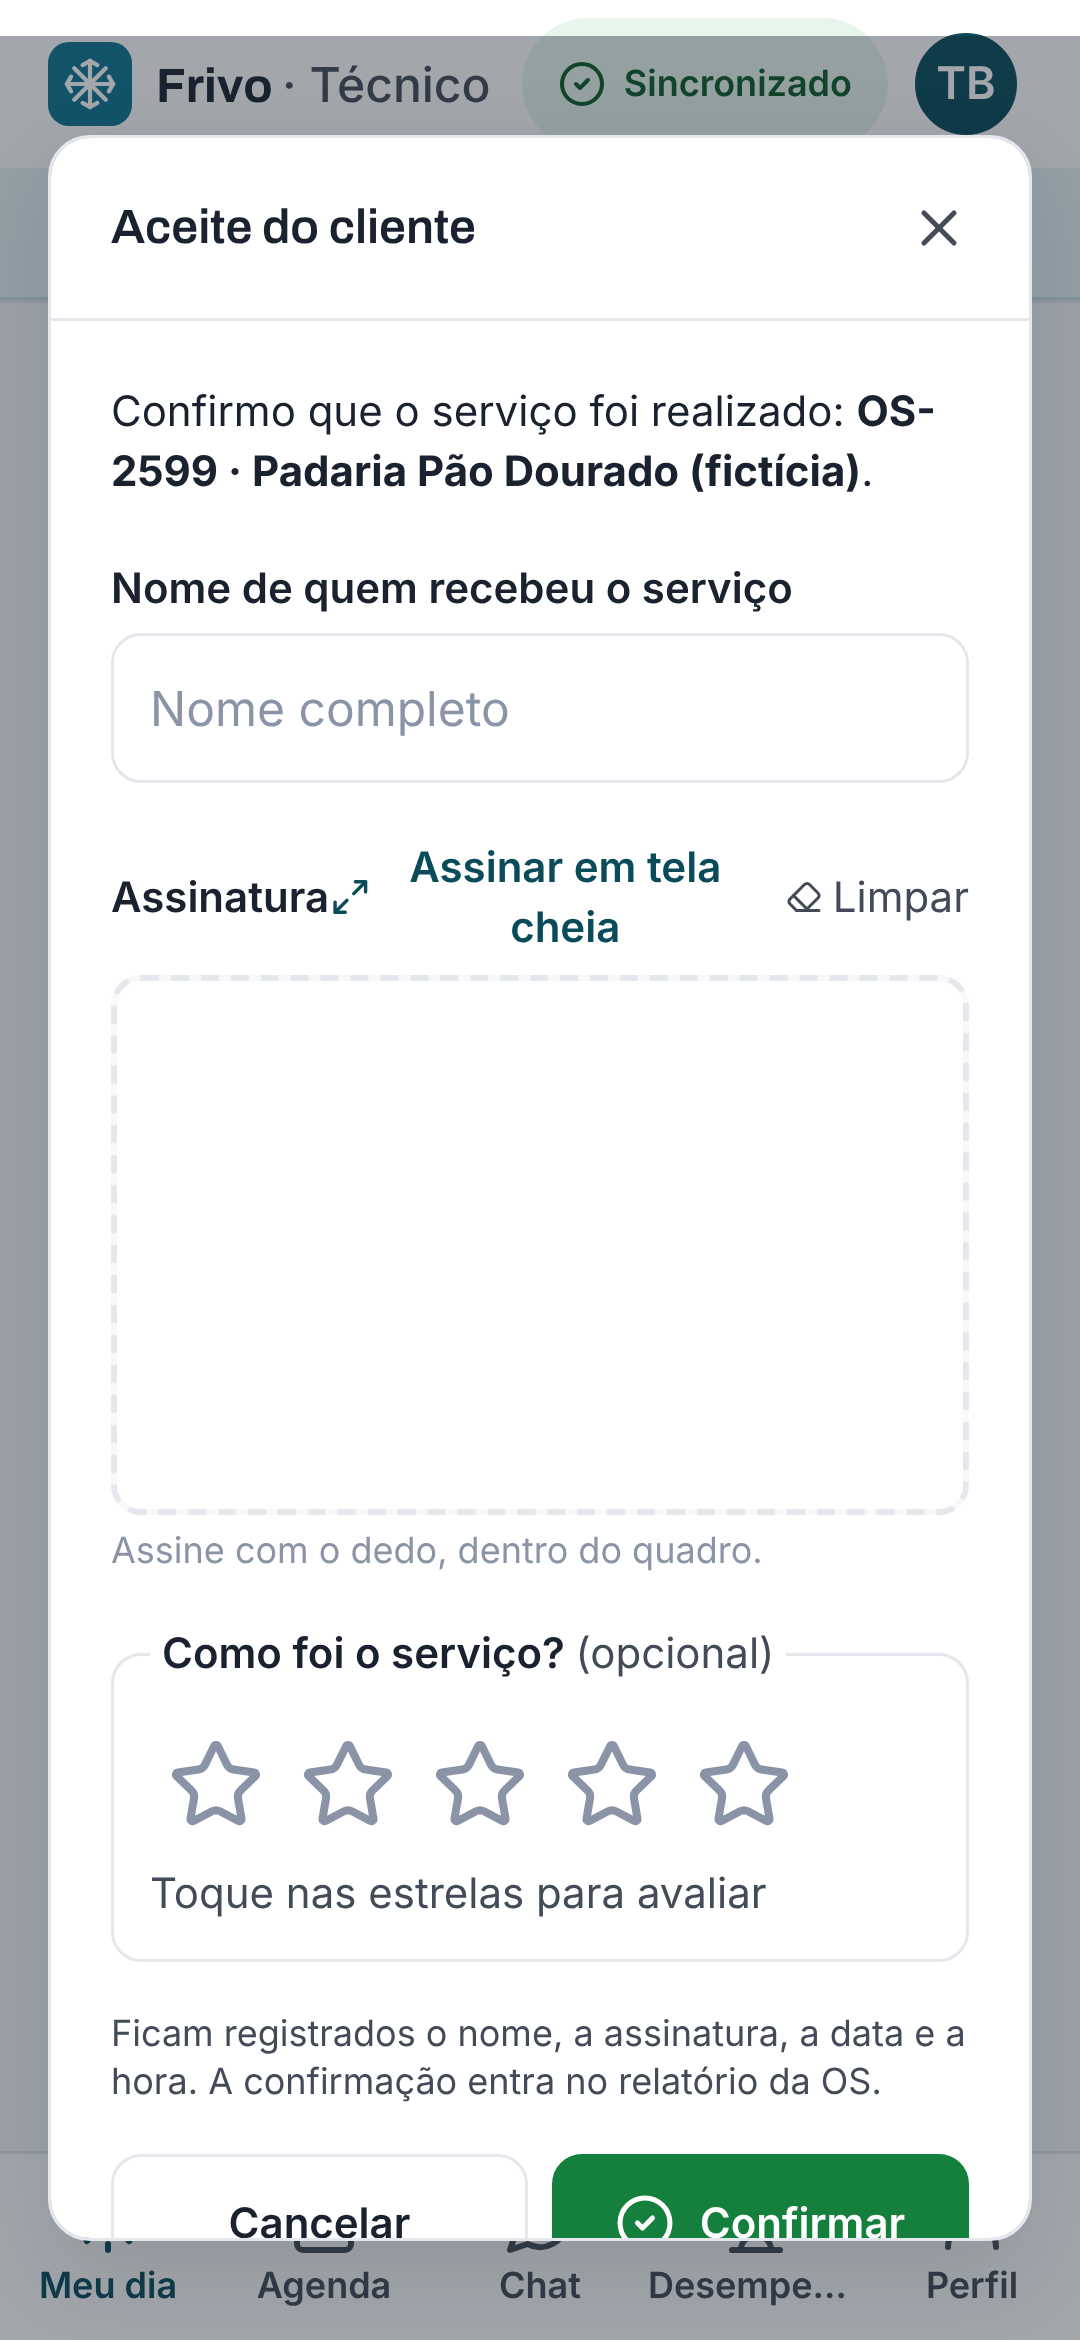 Frivo · Técnico
Sincronizado
TB
Aceite do cliente
Confirmo que o serviço foi realizado: OS-
2599 · Padaria Pão Dourado (fictícia).
Nome de quem recebeu o serviço
Nome completo
Assinatura
Assinar em tela
cheia
Limpar
Assine com o dedo, dentro do quadro.
Como foi o serviço? (opcional)
Toque nas estrelas para avaliar
Ficam registrados o nome, a assinatura, a data e a
hora. A confirmação entra no relatório da OS.
Cancelar
Confirmar
Meu dia
Agenda
Chat
Desempe...
Perfil